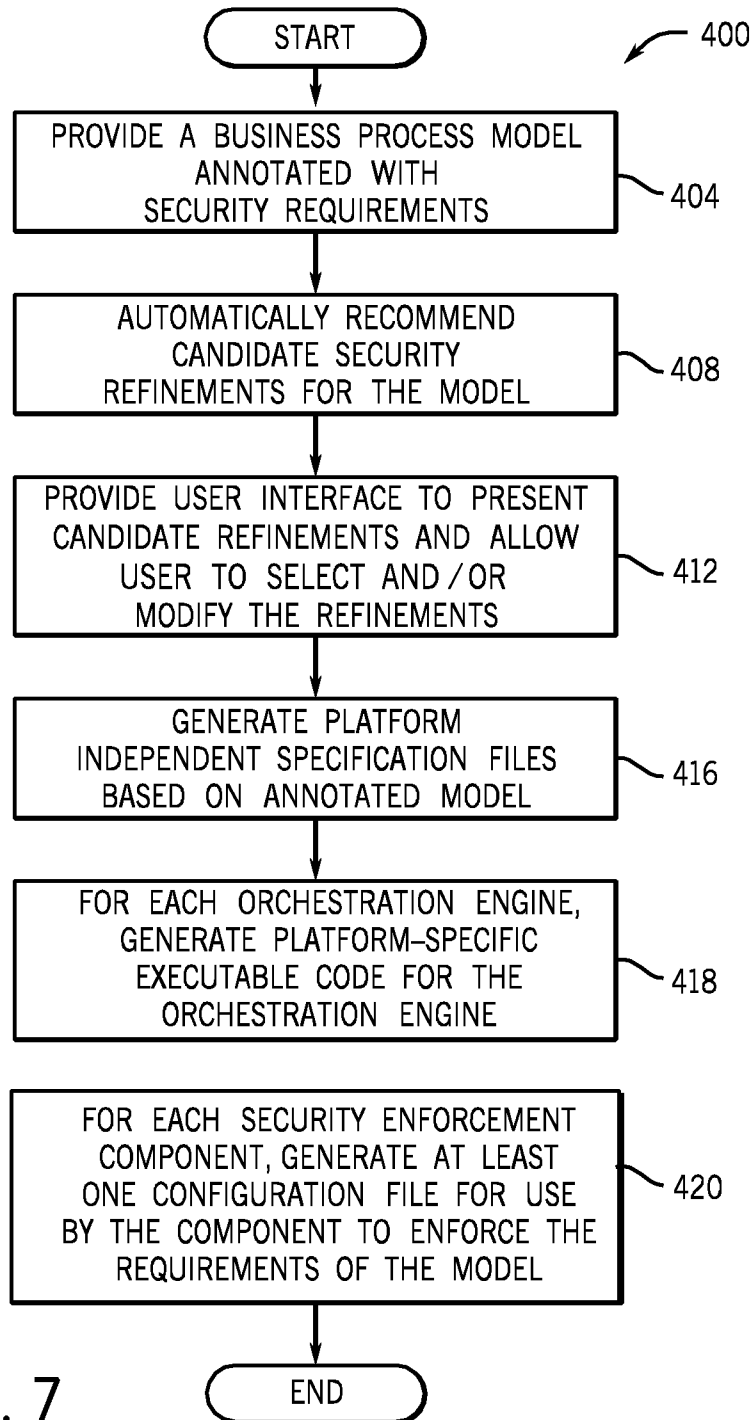 START
400
PROVIDE A BUSINESS PROCESS MODEL
ANNOTATED WITH
SECURITY REQUIREMENTS
404
AUTOMATICALLY RECOMMEND
CANDIDATE SECURITY
REFINEMENTS FOR THE MODEL
408
PROVIDE USER INTERFACE TO PRESENT
CANDIDATE REFINEMENTS AND ALLOW
USER TO SELECT AND/OR
MODIFY THE REFINEMENTS
412
GENERATE PLATFORM
INDEPENDENT SPECIFICATION FILES
BASED ON ANNOTATED MODEL
416
FOR EACH ORCHESTRATION ENGINE,
GENERATE PLATFORM–SPECIFIC
EXECUTABLE CODE FOR THE
ORCHESTRATION ENGINE
418
FOR EACH SECURITY ENFORCEMENT
COMPONENT, GENERATE AT LEAST
ONE CONFIGURATION FILE FOR USE
BY THE COMPONENT TO ENFORCE THE
REQUIREMENTS OF THE MODEL
420
. 7
END